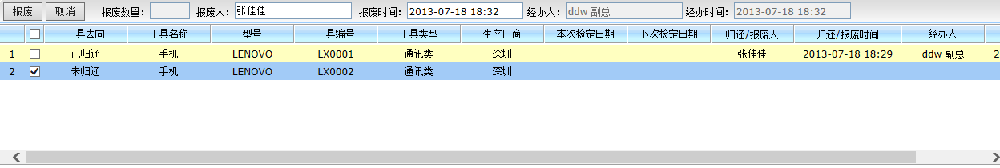 报废 取消 报废数量： 报废人： 张佳佳 报废时间： 2013-07-18 18:32 经办人： ddw 副总 经办时间： 2013-07-18 18:32
工具去向 工具名称 型号 工具编号 工具类型 生产厂商 本次检定日期 下次检定日期 归还/报废人 归还/报废时间 经办人
1 已归还 手机 LENOVO LX0001 通讯类 深圳 张佳佳 2013-07-18 18:29 ddw 副总 2
2 未归还 手机 LENOVO LX0002 通讯类 深圳